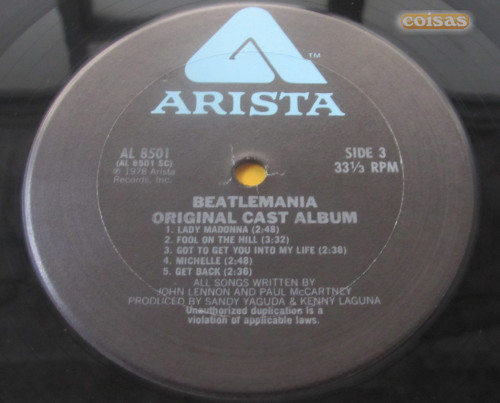 coisas
TM
ARISTA
AL 8501
(AL 8501 SC)
℗ 1978 Arista
Records, Inc.
SIDE 3
33⅓ RPM
BEATLEMANIA
ORIGINAL CAST ALBUM
1. LADY MADONNA (2:48)
2. FOOL ON THE HILL (3:32)
3. GOT TO GET YOU INTO MY LIFE (2:38)
4. MICHELLE (2:48)
5. GET BACK (2:36)
ALL SONGS WRITTEN BY
JOHN LENNON AND PAUL McCARTNEY
PRODUCED BY SANDY YAGUDA & KENNY LAGUNA
Unauthorized duplication is a
violation of applicable laws.